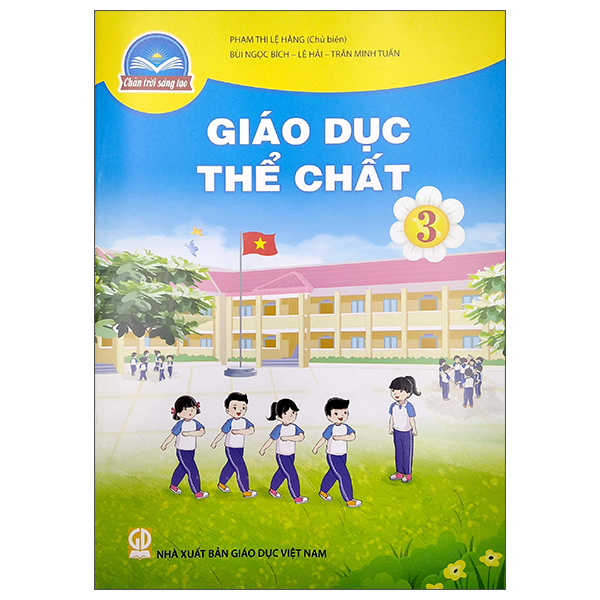 PHẠM THỊ LỆ HẰNG (Chủ biên)
BÙI NGỌC BÍCH – LÊ HẢI – TRẦN MINH TUẤN
Chân trời sáng tạo
GIÁO DỤC
THỂ CHẤT
3
GD
NHÀ XUẤT BẢN GIÁO DỤC VIỆT NAM